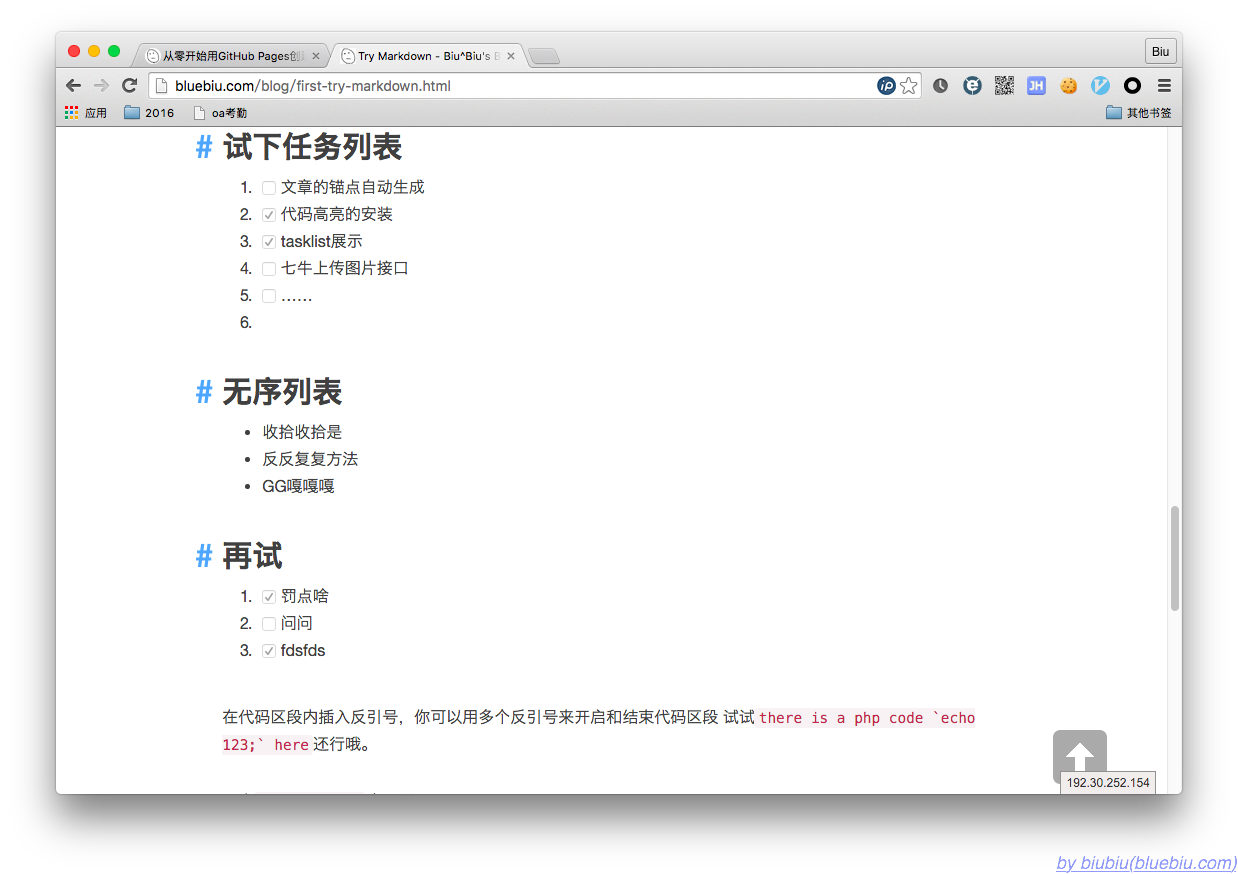 从零开始用GitHub Pages创
Try Markdown - Biu^Biu's B
Biu
bluebiu.com/blog/first-try-markdown.html
iP
JH
应用
2016
oa考勤
其他书签
# 试下任务列表
1. 文章的锚点自动生成
2. 代码高亮的安装
3. tasklist展示
4. 七牛上传图片接口
5. ……
6.
# 无序列表
• 收拾收拾是
• 反反复复方法
• GG嘎嘎嘎
# 再试
1. 罚点啥
2. 问问
3. fdsfds
在代码区段内插入反引号，你可以用多个反引号来开启和结束代码区段 试试 there is a php code `echo
123;` here 还行哦。
192.30.252.154
by biubiu(bluebiu.com)